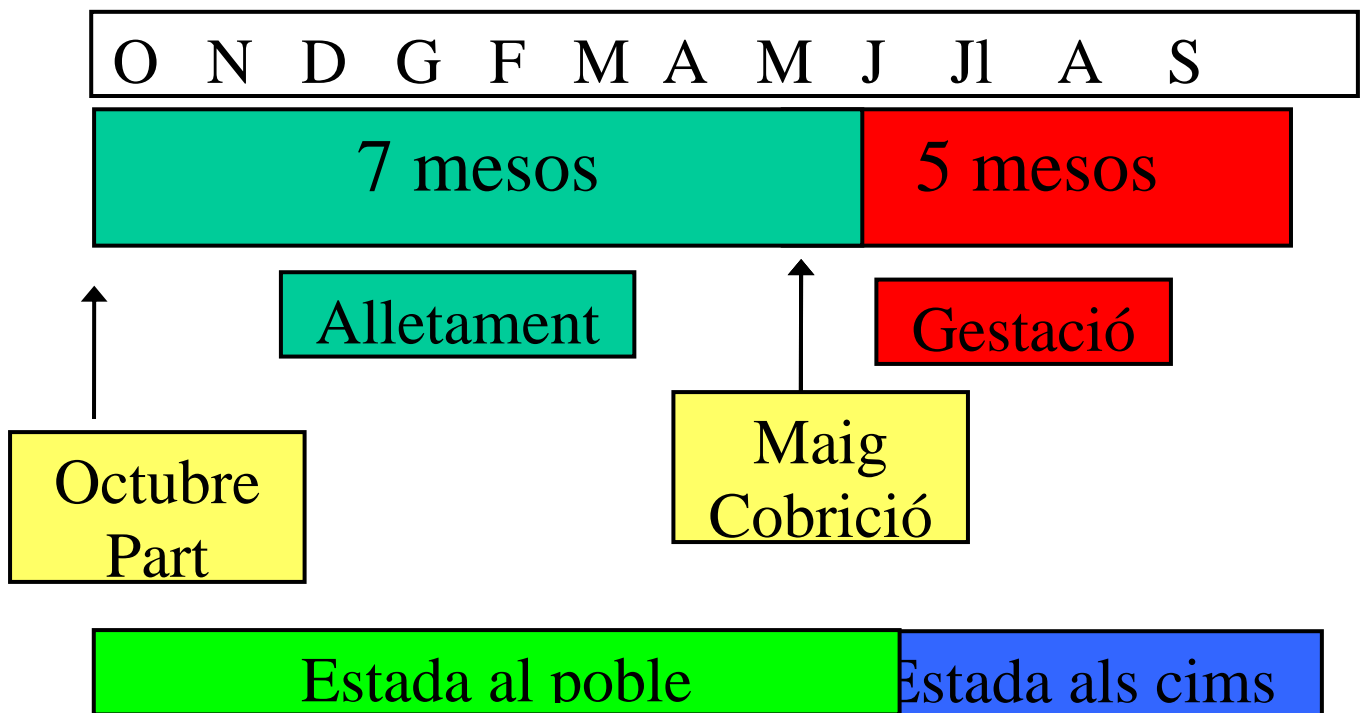 O N D G F M A M J Jl A S
7 mesos 5 mesos
Alletament Gestació
Maig
Cobrició
Octubre
Part
Estada al poble Estada als cims